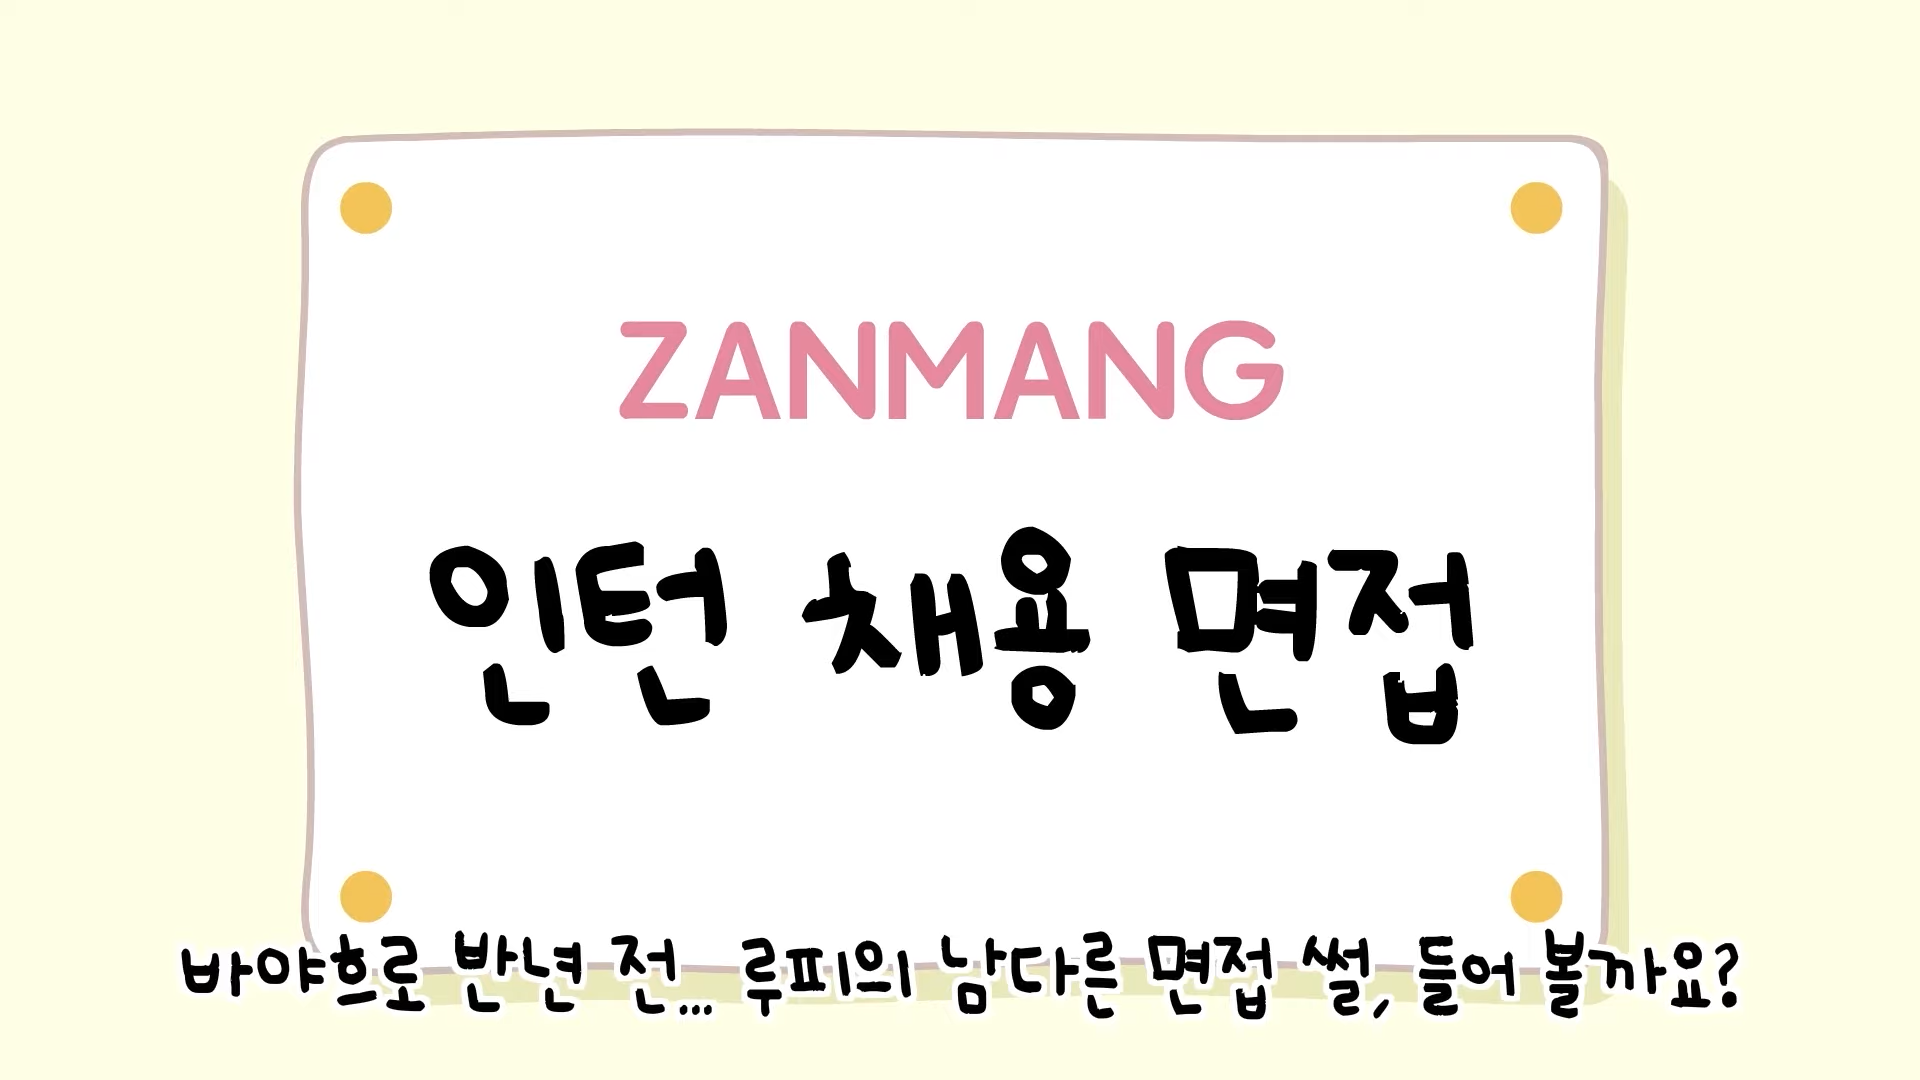 ZANMANG
인턴 채용 면접
바야흐로 반년 전... 루피의 남다른 면접 썰, 들어 볼까요?